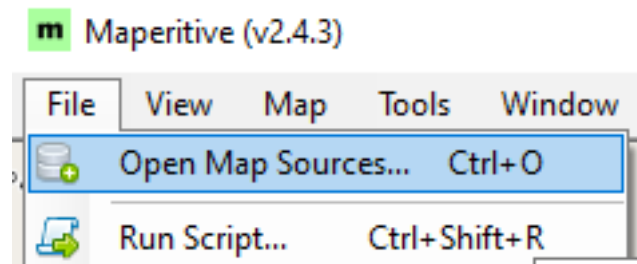 m Maperitive (v2.4.3)
File View Map Tools Window
Open Map Sources... Ctrl+O
Run Script... Ctrl+Shift+R